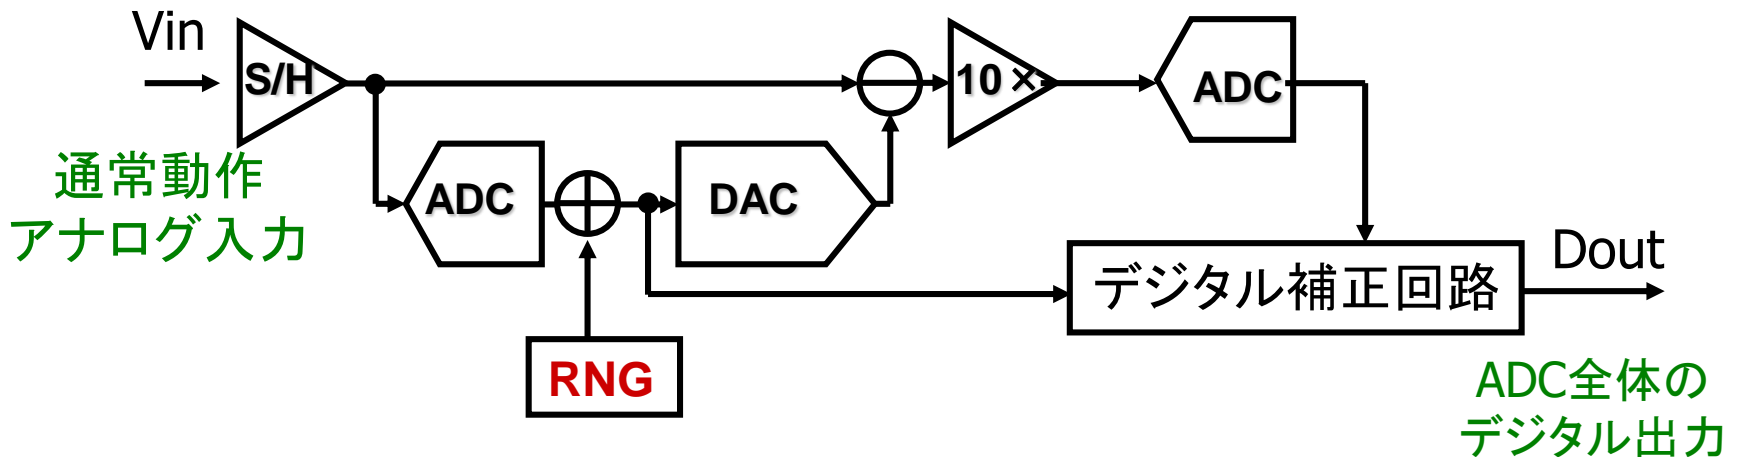 Vin
S/H
10 ×
ADC
通常動作
アナログ入力
ADC
DAC
Dout
デジタル補正回路
RNG
ADC全体の
デジタル出力